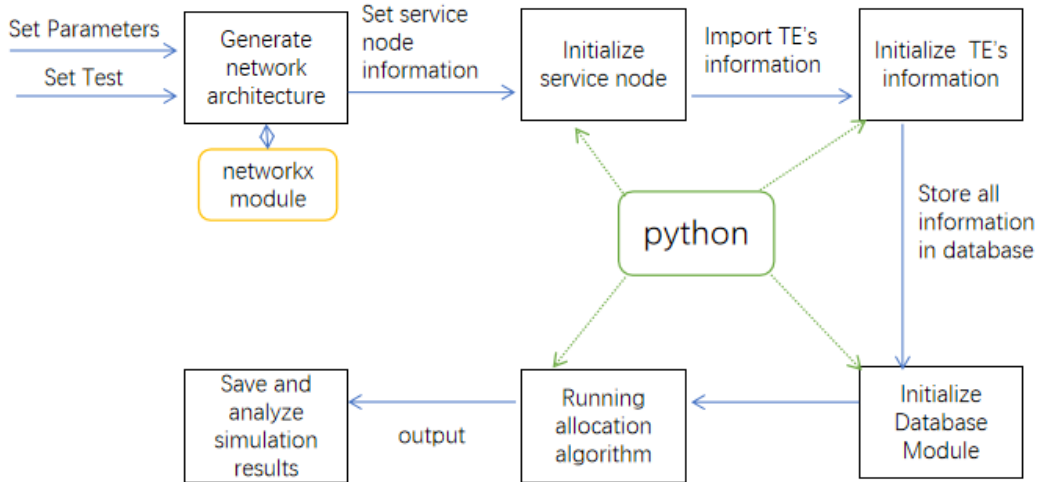 Set Parameters
Set Test
Generate
network
architecture
Set service
node
information
Initialize
service node
Import TE's
information
Initialize TE's
information
networkx
module
python
Store all
information
in database
Save and
analyze
simulation
results
output
Running
allocation
algorithm
Initialize
Database
Module